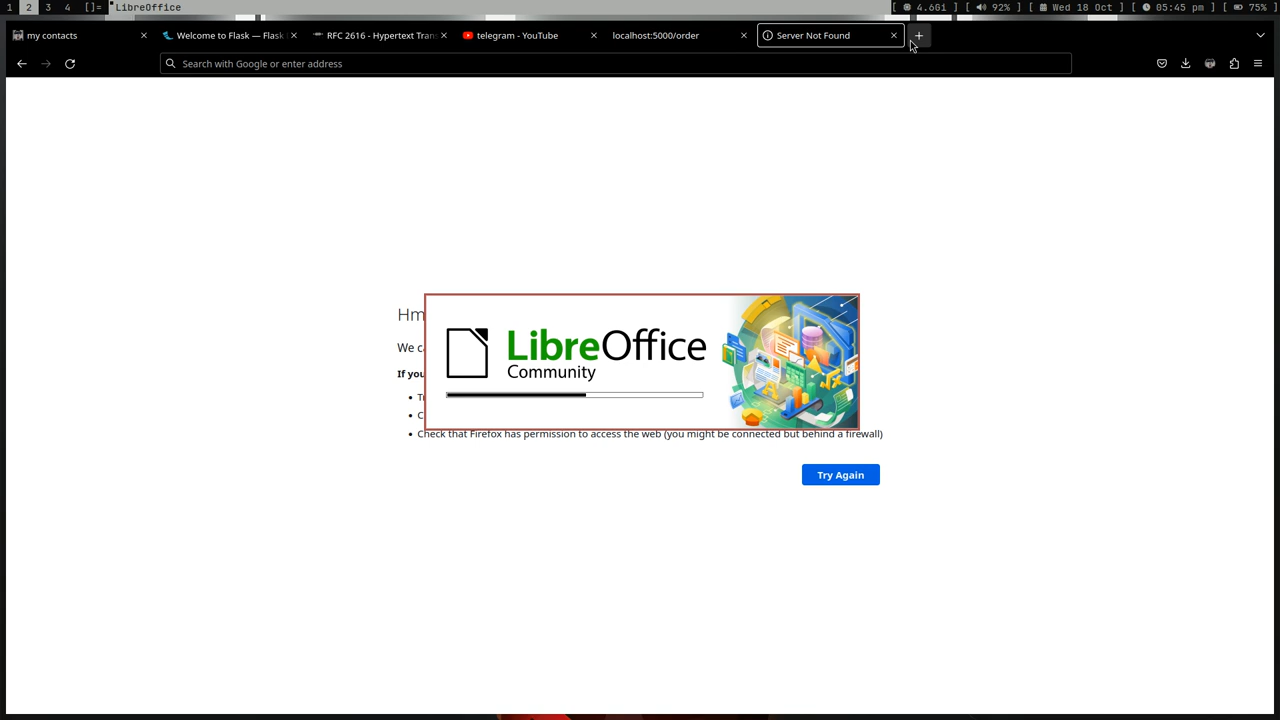 1 2 3 4 []= LibreOffice [ 4.6Gi ] [ 92% ] [ Wed 18 Oct ] [ 05:45 pm ] [ 75% ]
my contacts Welcome to Flask — Flask RFC 2616 - Hypertext Tran telegram - YouTube localhost:5000/order Server Not Found
Search with Google or enter address
Hm
LibreOffice
Community
We c
If you
T
C
Check that Firefox has permission to access the web (you might be connected but behind a firewall)
Try Again